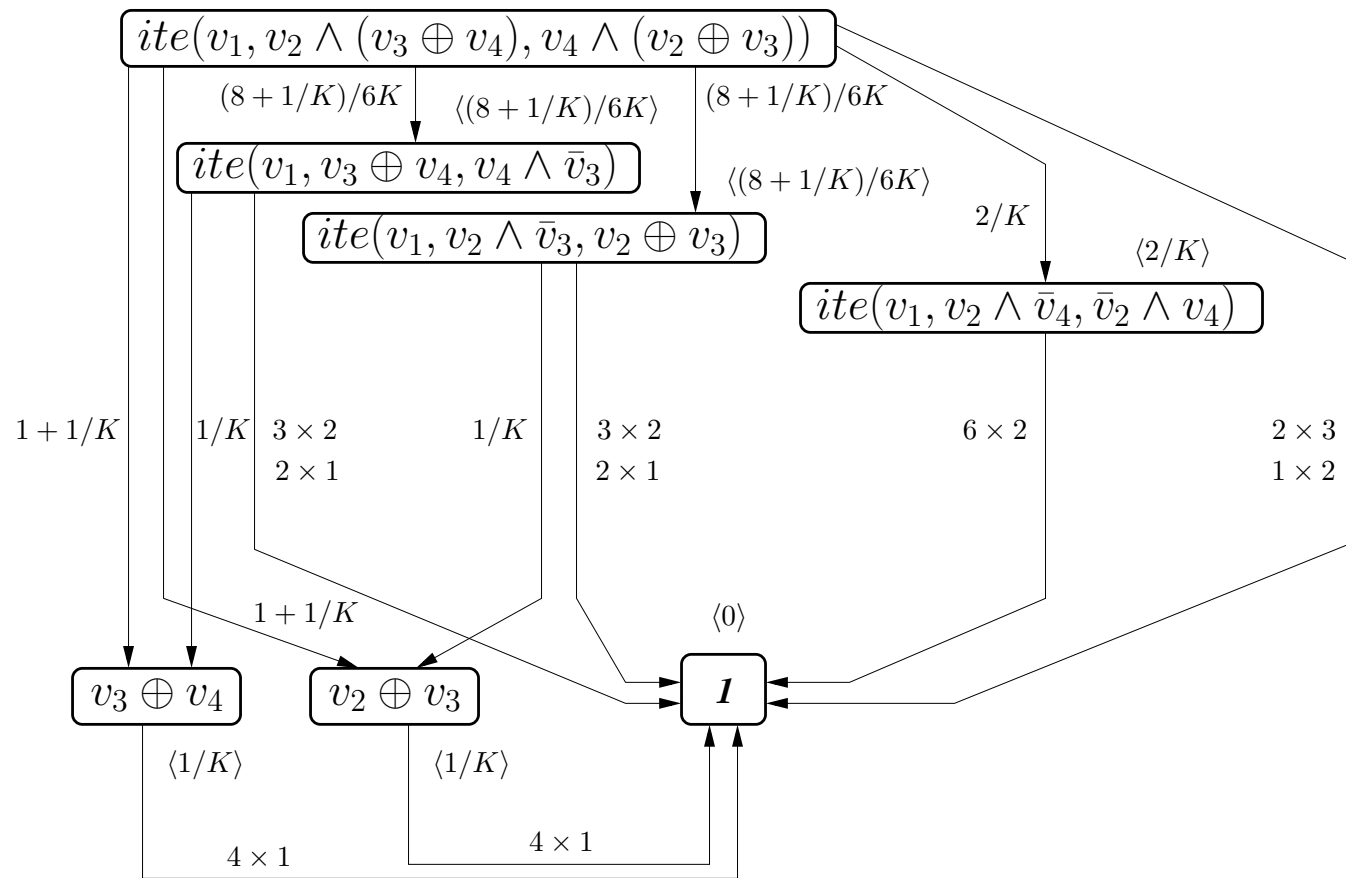 ite(v₁, v₂ ∧ (v₃ ⊕ v₄), v₄ ∧ (v₂ ⊕ v₃))
(8 + 1/K)/6K
⟨(8 + 1/K)/6K⟩
(8 + 1/K)/6K
ite(v₁, v₃ ⊕ v₄, v₄ ∧ v̄₃)
⟨(8 + 1/K)/6K⟩
2/K
ite(v₁, v₂ ∧ v̄₃, v₂ ⊕ v₃)
⟨2/K⟩
ite(v₁, v₂ ∧ v̄₄, v̄₂ ∧ v₄)
1 + 1/K
1/K
3 × 2
2 × 1
1/K
3 × 2
2 × 1
6 × 2
2 × 3
1 × 2
1 + 1/K
⟨0⟩
v₃ ⊕ v₄
v₂ ⊕ v₃
1
⟨1/K⟩
⟨1/K⟩
4 × 1
4 × 1